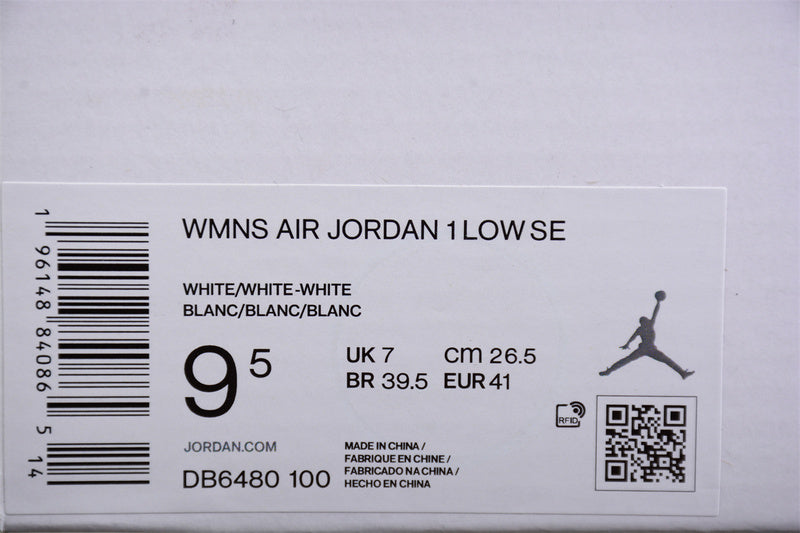 WMNS AIR JORDAN 1 LOW SE
WHITE/WHITE-WHITE
BLANC/BLANC/BLANC
9 5
UK 7 cm 26.5
BR 39.5 EUR 41
RFID
JORDAN.COM
DB6480 100
MADE IN CHINA /
FABRIQUE EN CHINE /
FABRICADO NA CHINA /
HECHO EN CHINA
1 96148 84086 5 14